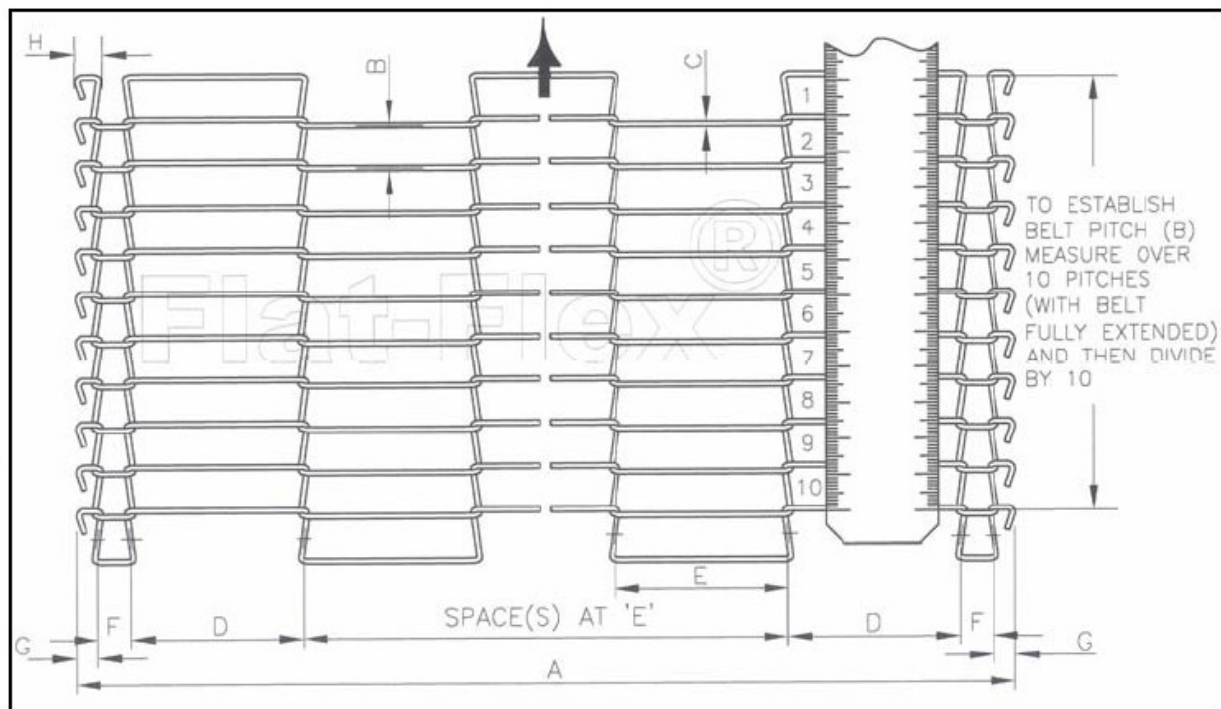 H
B
C
1
2
3
4
5
6
7
8
9
10
Flat-Flex®
TO ESTABLISH
BELT PITCH (B)
MEASURE OVER
10 PITCHES
(WITH BELT
FULLY EXTENDED)
AND THEN DIVIDE
BY 10
E
SPACE(S) AT 'E'
F
D
D
F
G
G
A